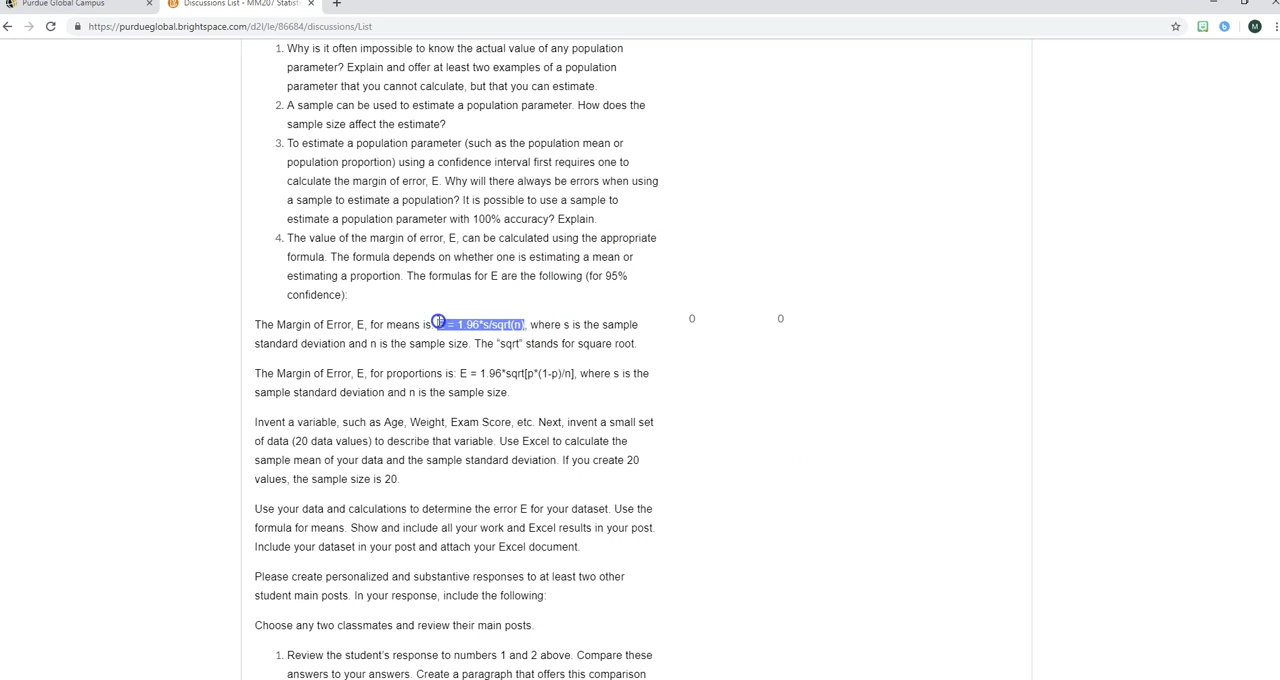 Purdue Global Campus
Discussions List - MM207 Statist
https://purdueglobal.brightspace.com/d2l/le/86684/discussions/List
M
1. Why is it often impossible to know the actual value of any population
parameter? Explain and offer at least two examples of a population
parameter that you cannot calculate, but that you can estimate.
2. A sample can be used to estimate a population parameter. How does the
sample size affect the estimate?
3. To estimate a population parameter (such as the population mean or
population proportion) using a confidence interval first requires one to
calculate the margin of error, E. Why will there always be errors when using
a sample to estimate a population? It is possible to use a sample to
estimate a population parameter with 100% accuracy? Explain.
4. The value of the margin of error, E, can be calculated using the appropriate
formula. The formula depends on whether one is estimating a mean or
estimating a proportion. The formulas for E are the following (for 95%
confidence):
The Margin of Error, E, for means is = 1.96*s/sqrt(n), where s is the sample
standard deviation and n is the sample size. The "sqrt" stands for square root.
0 0
The Margin of Error, E, for proportions is: E = 1.96*sqrt[p*(1-p)/n], where s is the
sample standard deviation and n is the sample size.
Invent a variable, such as Age, Weight, Exam Score, etc. Next, invent a small set
of data (20 data values) to describe that variable. Use Excel to calculate the
sample mean of your data and the sample standard deviation. If you create 20
values, the sample size is 20.
Use your data and calculations to determine the error E for your dataset. Use the
formula for means. Show and include all your work and Excel results in your post.
Include your dataset in your post and attach your Excel document.
Please create personalized and substantive responses to at least two other
student main posts. In your response, include the following:
Choose any two classmates and review their main posts.
1. Review the student's response to numbers 1 and 2 above. Compare these
answers to your answers. Create a paragraph that offers this comparison